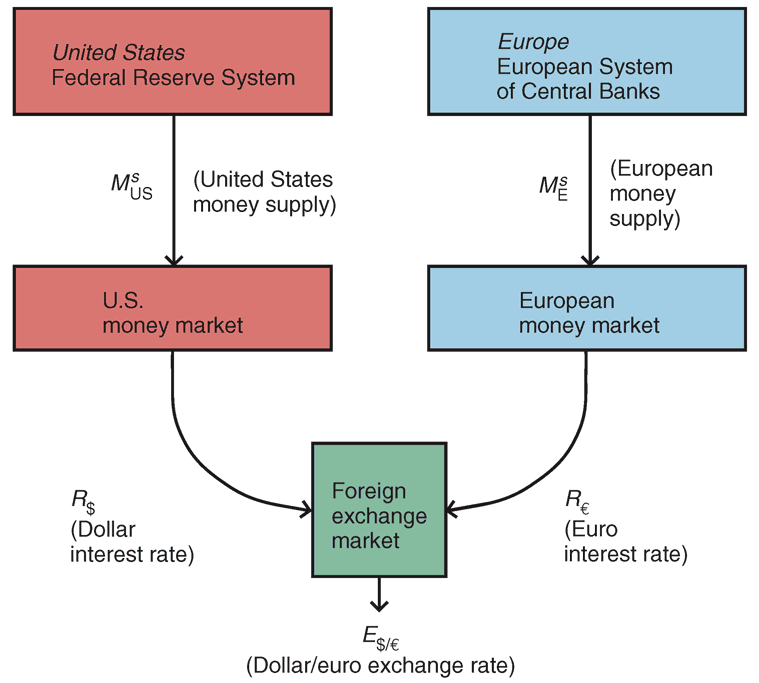 United States
Federal Reserve System
Europe
European System
of Central Banks
M^s_US
(United States
money supply)
M^s_E
(European
money
supply)
U.S.
money market
European
money market
R_$
(Dollar
interest rate)
Foreign
exchange
market
R_€
(Euro
interest rate)
E_$/€
(Dollar/euro exchange rate)